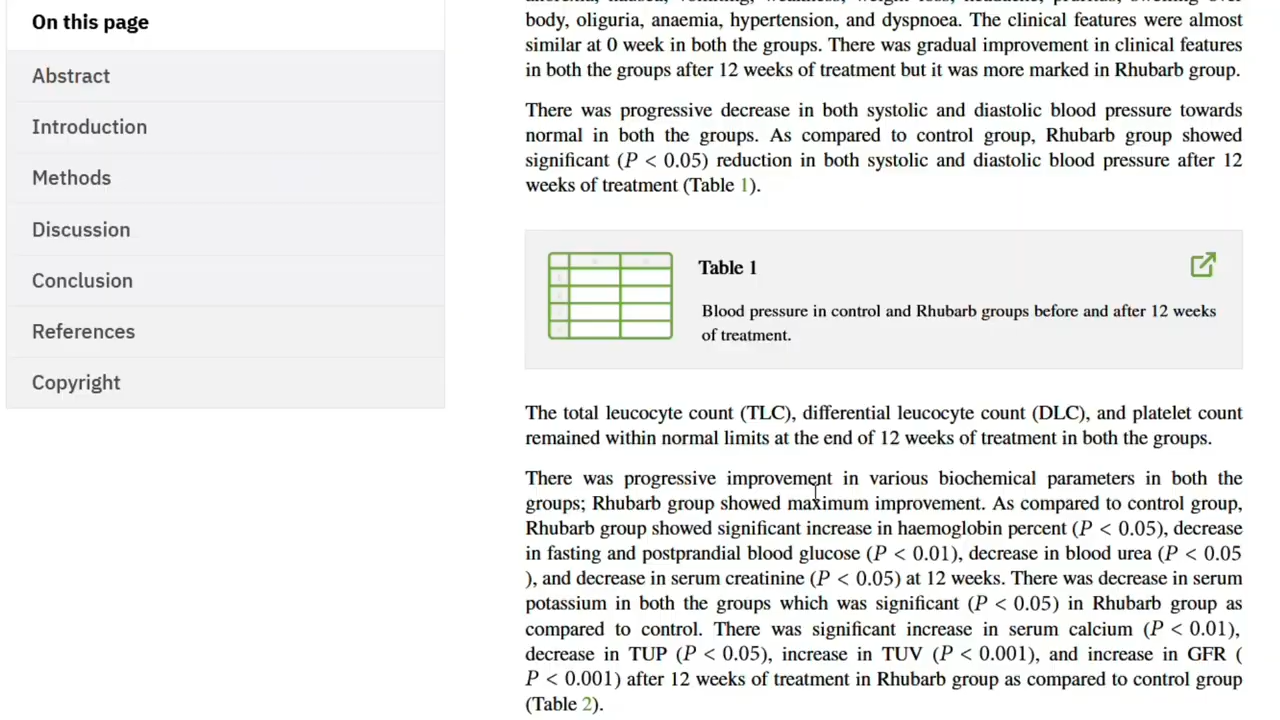 On this page
Abstract
Introduction
Methods
Discussion
Conclusion
References
Copyright
body, oliguria, anaemia, hypertension, and dyspnoea. The clinical features were almost
similar at 0 week in both the groups. There was gradual improvement in clinical features
in both the groups after 12 weeks of treatment but it was more marked in Rhubarb group.
There was progressive decrease in both systolic and diastolic blood pressure towards
normal in both the groups. As compared to control group, Rhubarb group showed
significant (P < 0.05) reduction in both systolic and diastolic blood pressure after 12
weeks of treatment (Table 1).
Table 1
Blood pressure in control and Rhubarb groups before and after 12 weeks
of treatment.
The total leucocyte count (TLC), differential leucocyte count (DLC), and platelet count
remained within normal limits at the end of 12 weeks of treatment in both the groups.
There was progressive improvement in various biochemical parameters in both the
groups; Rhubarb group showed maximum improvement. As compared to control group,
Rhubarb group showed significant increase in haemoglobin percent (P < 0.05), decrease
in fasting and postprandial blood glucose (P < 0.01), decrease in blood urea (P < 0.05
), and decrease in serum creatinine (P < 0.05) at 12 weeks. There was decrease in serum
potassium in both the groups which was significant (P < 0.05) in Rhubarb group as
compared to control. There was significant increase in serum calcium (P < 0.01),
decrease in TUP (P < 0.05), increase in TUV (P < 0.001), and increase in GFR (
P < 0.001) after 12 weeks of treatment in Rhubarb group as compared to control group
(Table 2).